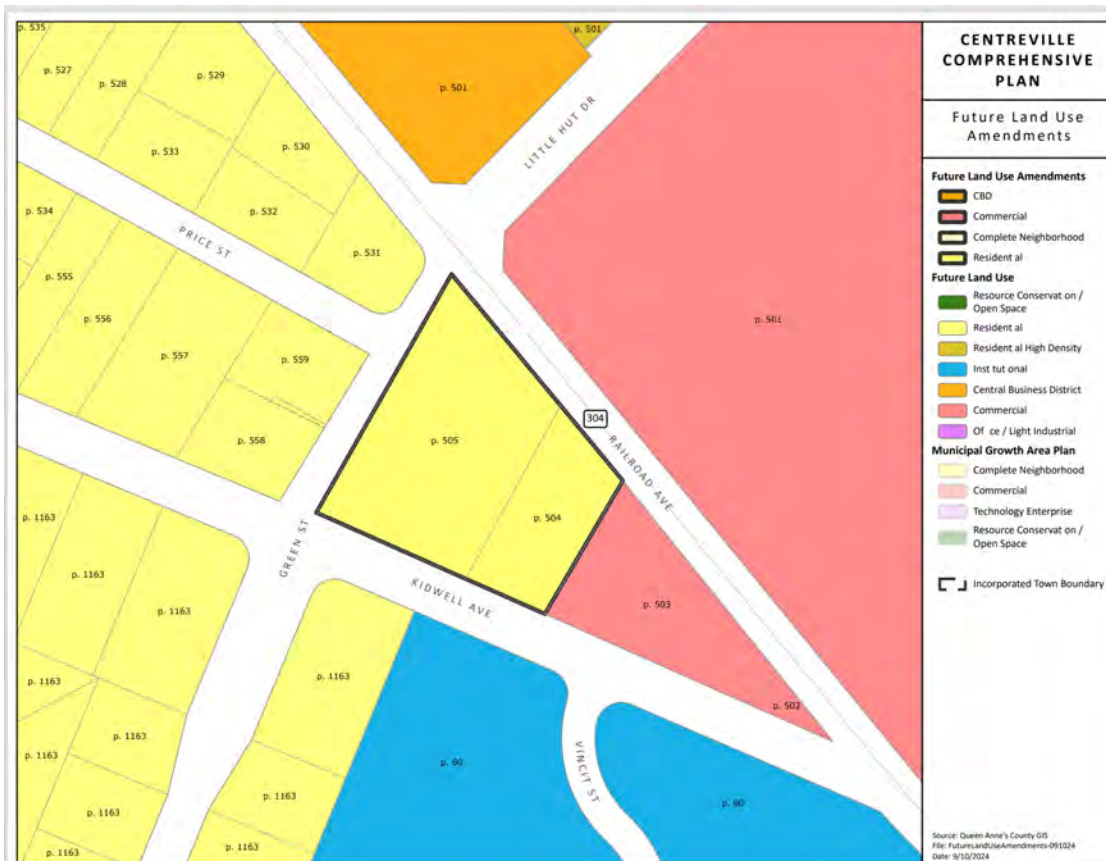 p. 535
p. 527
p. 528
p. 529
p. 533
p. 530
p. 534
p. 532
p. 531
PRICE ST
p. 555
p. 556
p. 557
p. 559
p. 558
p. 501
p. 501
LITTLE HUT DR
p. 501
304
RAILROAD AVE
p. 505
p. 504
p. 503
p. 502
GREEN ST
KIDWELL AVE
p. 1163
p. 1163
p. 1163
p. 1163
p. 1163
p. 1163
p. 1163
p. 1163
p. 1163
p. 1163
p. 1163
p. 60
VINCIT ST
p. 60
CENTREVILLE
COMPREHENSIVE
PLAN
Future Land Use
Amendments
Future Land Use Amendments
CBD
Commercial
Complete Neighborhood
Resident al
Future Land Use
Resource Conservat on /
Open Space
Resident al
Resident al High Density
Inst tut onal
Central Business District
Commercial
Of ce / Light Industrial
Municipal Growth Area Plan
Complete Neighborhood
Commercial
Technology Enterprise
Resource Conservat on /
Open Space
Incorporated Town Boundary
Source: Queen Anne's County GIS
File: FutureLandUseAmendments-091024
Date: 9/10/2024